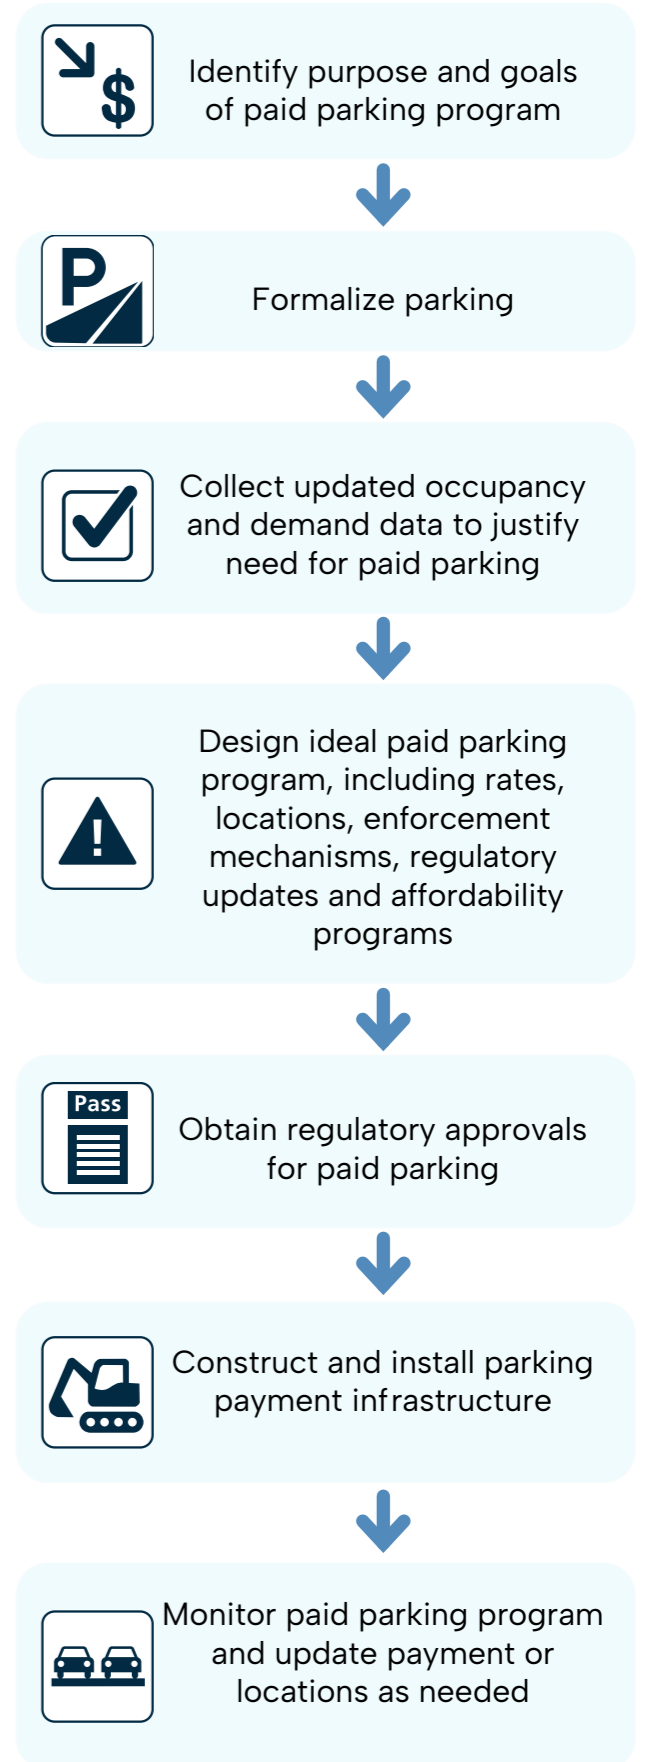 $
Identify purpose and goals
of paid parking program
P
Formalize parking
Collect updated occupancy
and demand data to justify
need for paid parking
Design ideal paid parking
program, including rates,
locations, enforcement
mechanisms, regulatory
updates and affordability
programs
!
Pass
Obtain regulatory approvals
for paid parking
Construct and install parking
payment infrastructure
Monitor paid parking program
and update payment or
locations as needed